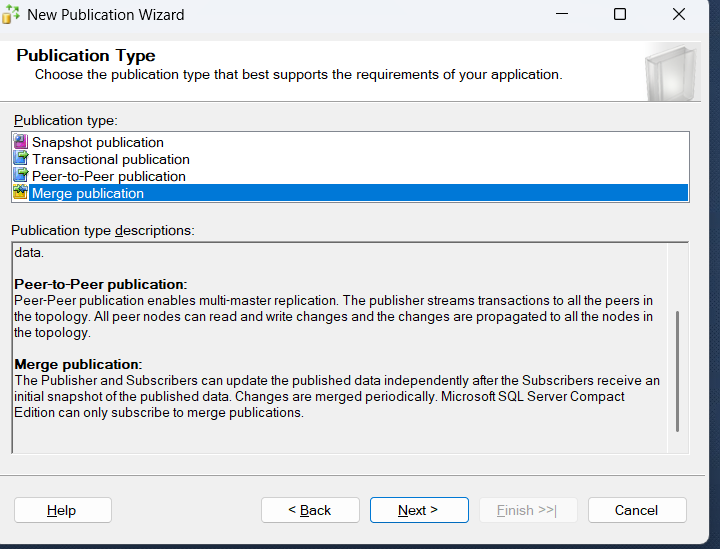 New Publication Wizard
Publication Type
Choose the publication type that best supports the requirements of your application.
Publication type:
Snapshot publication
Transactional publication
Peer-to-Peer publication
Merge publication
Publication type descriptions:
data.
Peer-to-Peer publication:
Peer-Peer publication enables multi-master replication. The publisher streams transactions to all the peers in
the topology. All peer nodes can read and write changes and the changes are propagated to all the nodes in
the topology.
Merge publication:
The Publisher and Subscribers can update the published data independently after the Subscribers receive an
initial snapshot of the published data. Changes are merged periodically. Microsoft SQL Server Compact
Edition can only subscribe to merge publications.
Help
< Back
Next >
Finish >>|
Cancel